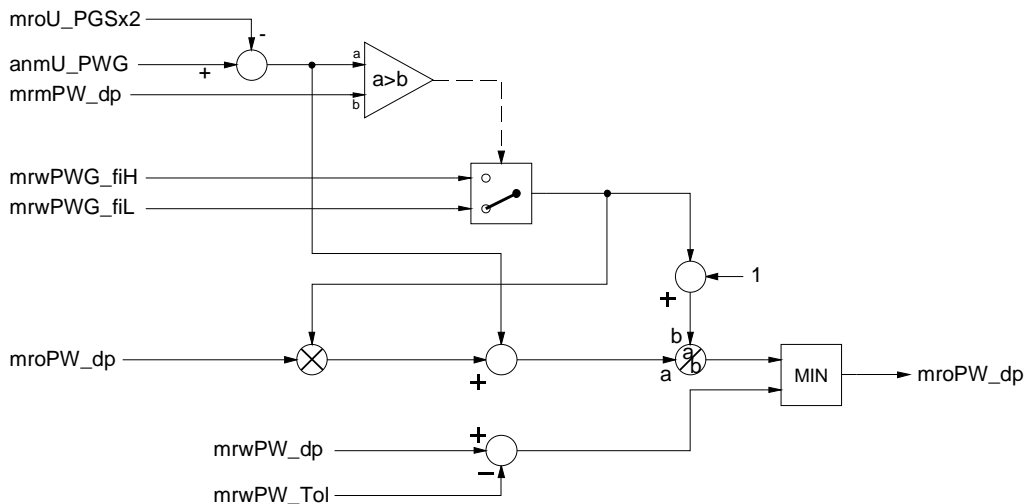 mroU_PGSx2
-
anmU_PWG
+
a
a>b
mrmPW_dp
b
mrwPWG_fiH
mrwPWG_fiL
1
+
b
mroPW_dp
a
a
b
+
MIN
mroPW_dp
mrwPW_dp
+
−
mrwPW_Tol